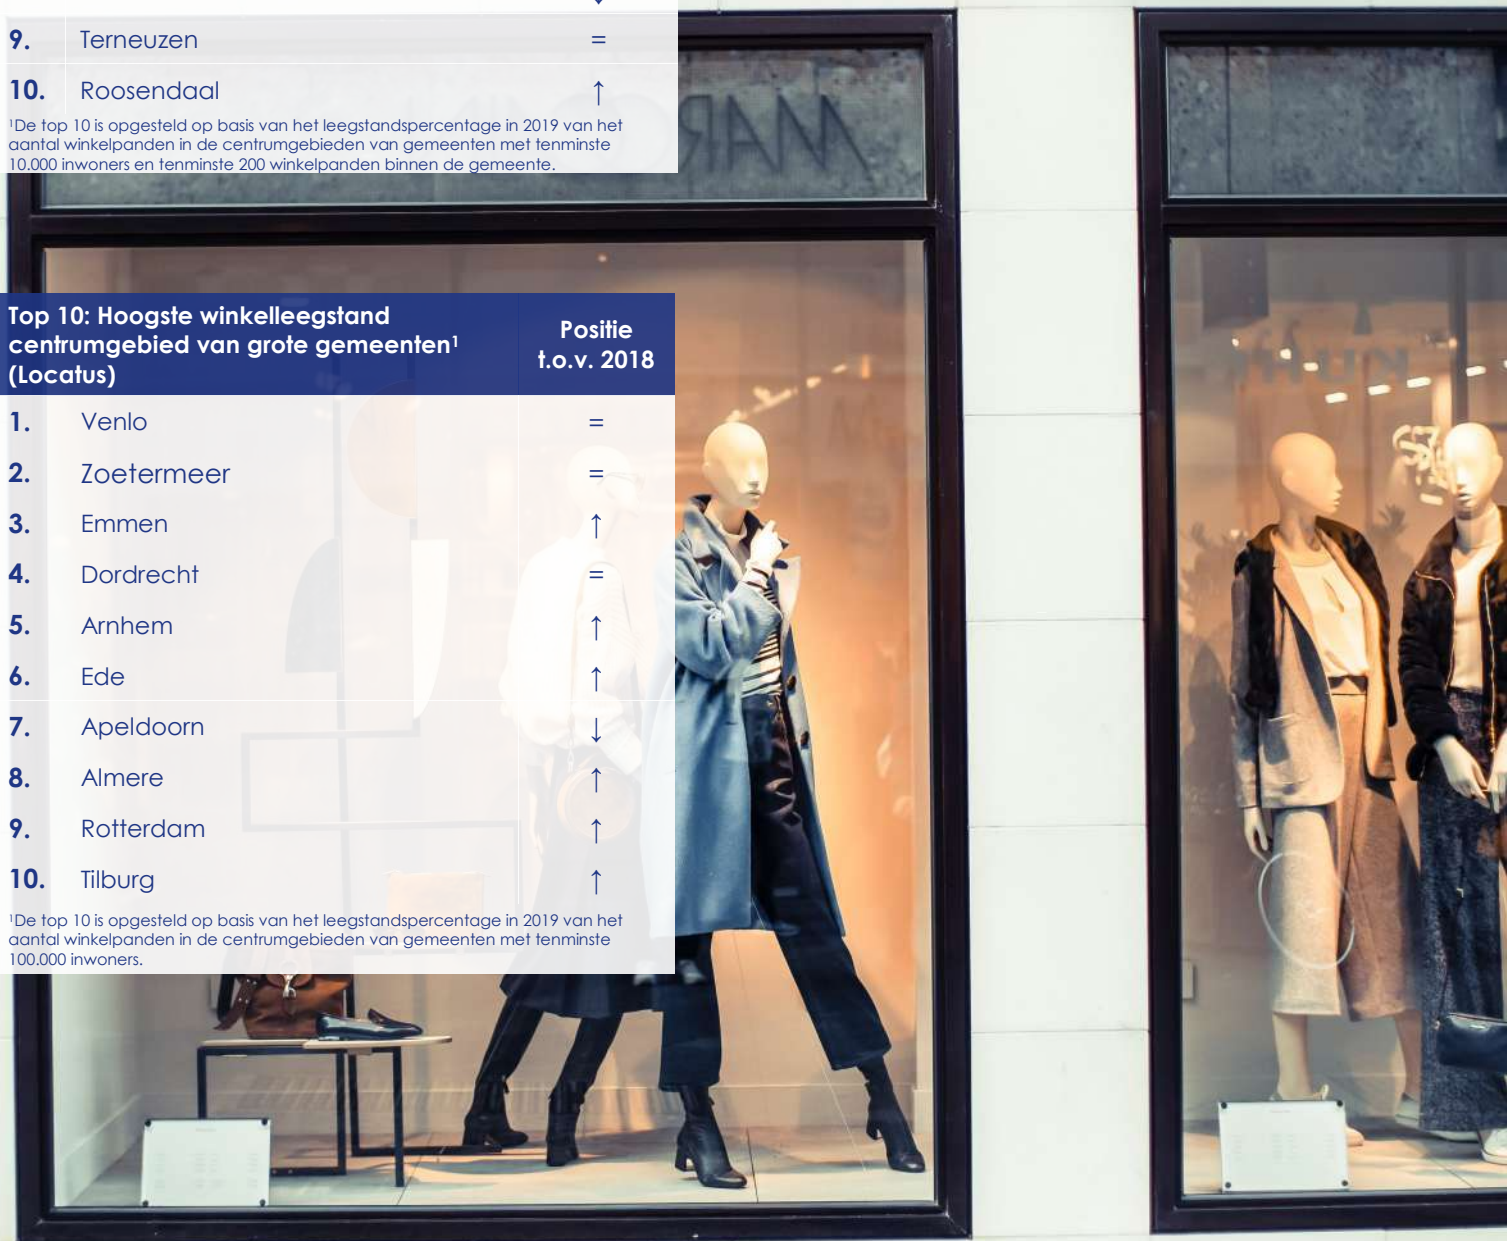 ↓
9. Terneuzen =
10. Roosendaal ↑
¹De top 10 is opgesteld op basis van het leegstandspercentage in 2019 van het
aantal winkelpanden in de centrumgebieden van gemeenten met tenminste
10.000 inwoners en tenminste 200 winkelpanden binnen de gemeente.
Top 10: Hoogste winkelleegstand
centrumgebied van grote gemeenten¹
(Locatus)
Positie
t.o.v. 2018
1. Venlo =
2. Zoetermeer =
3. Emmen ↑
4. Dordrecht =
5. Arnhem ↑
6. Ede ↑
7. Apeldoorn ↓
8. Almere ↑
9. Rotterdam ↑
10. Tilburg ↑
¹De top 10 is opgesteld op basis van het leegstandspercentage in 2019 van het
aantal winkelpanden in de centrumgebieden van gemeenten met tenminste
100.000 inwoners.